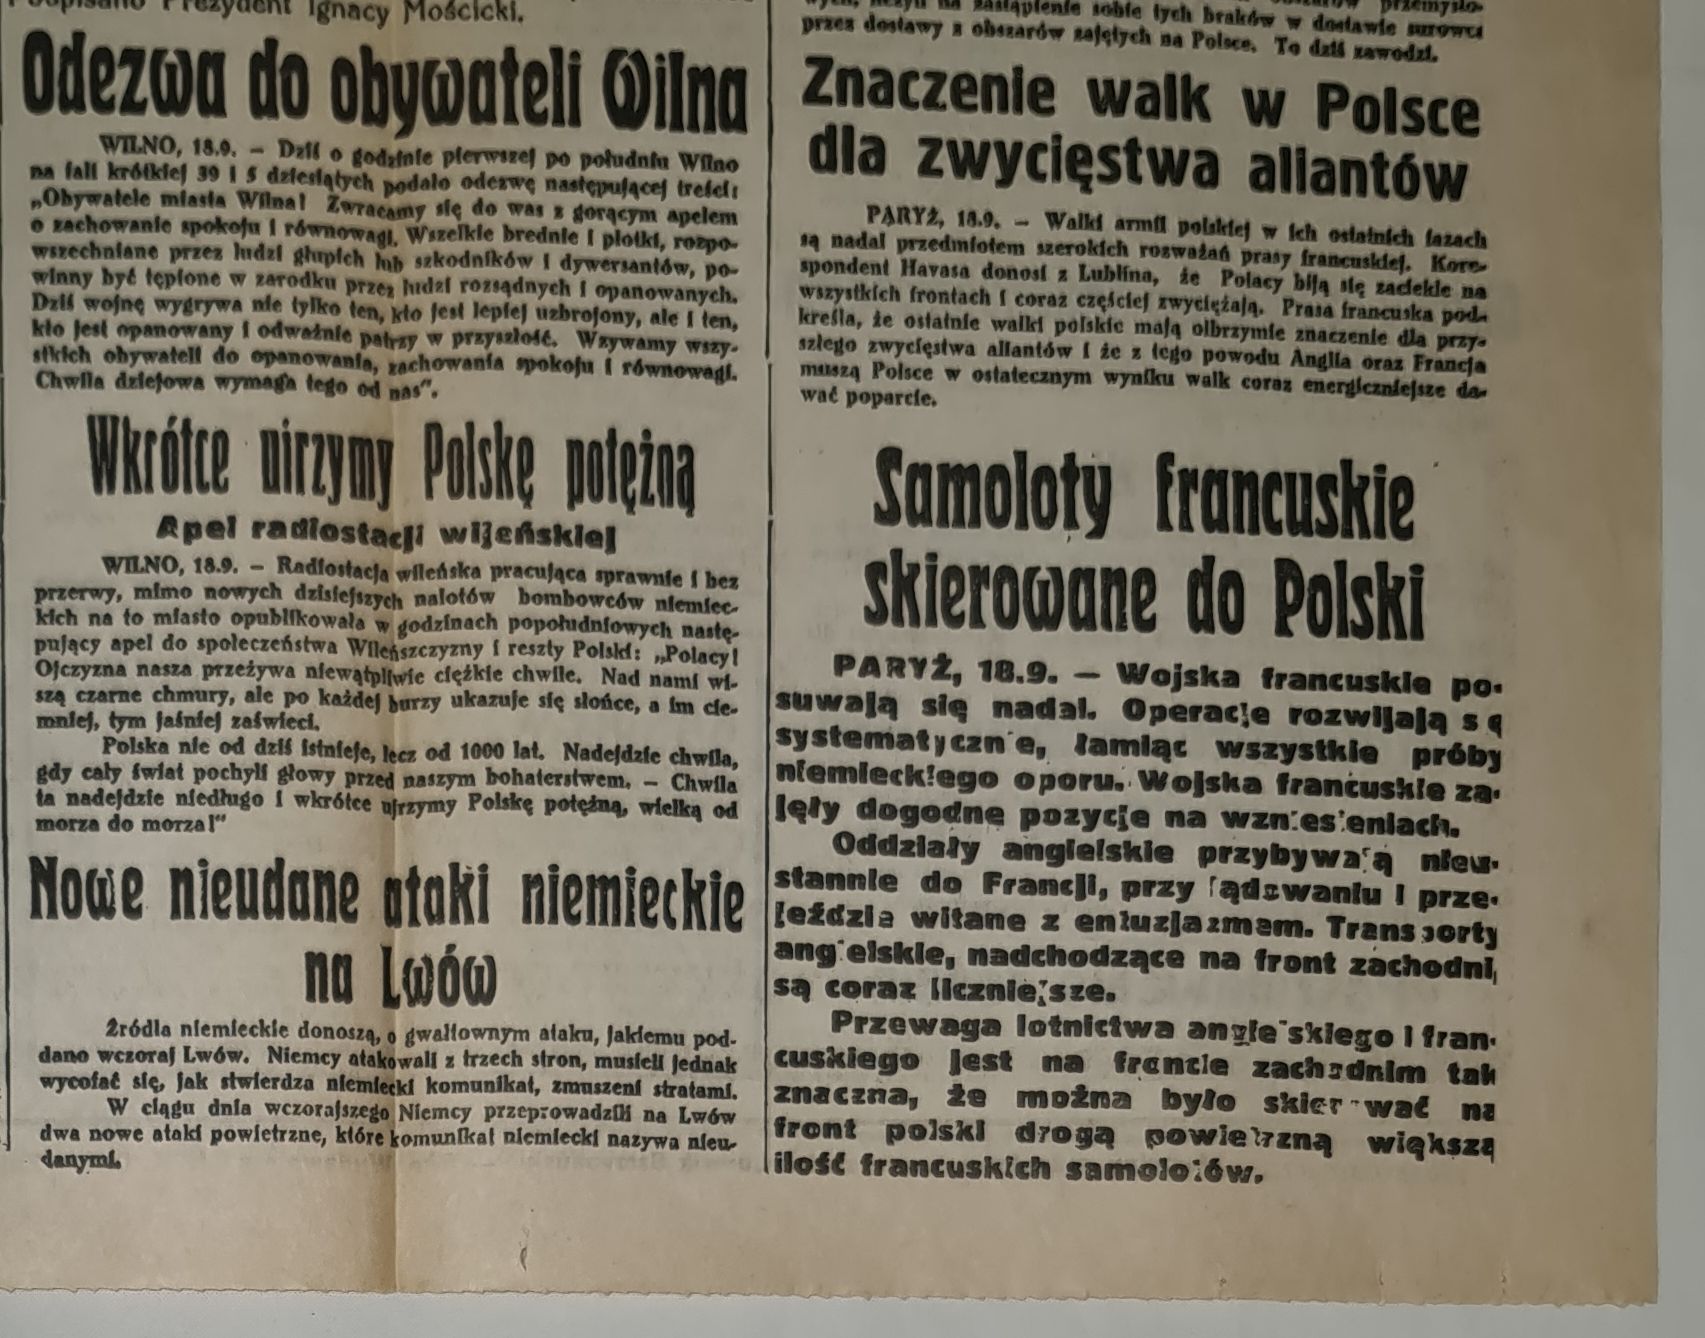 Podpisano Prezydent Ignacy Mościcki.
Odezwa do obywateli Wilna
WILNO, 18.9. – Dziś o godzinie pierwszej po południu Wilno
na fali krótkiej 39 i 5 dziesiątych podało odezwę następującej treści:
„Obywatele miasta Wilna! Zwracamy się do was z gorącym apelem
o zachowanie spokoju i równowagi. Wszelkie brednie i plotki, rozpo-
wszechniane przez ludzi głupich lub szkodników i dywersantów, po-
winny być tępione w zarodku przez ludzi rozsądnych i opanowanych.
Dziś wojnę wygrywa nie tylko ten, kto jest lepiej uzbrojony, ale i ten,
kto jest opanowany i odważnie patrzy w przyszłość. Wzywamy wszy-
stkich obywateli do opanowania, zachowania spokoju i równowagi.
Chwila dziejowa wymaga tego od nas".
Wkrótce ujrzymy Polskę potężną
Apel radiostacji wileńskiej
WILNO, 18.9. – Radiostacja wileńska pracująca sprawnie i bez
przerwy, mimo nowych dzisiejszych nalotów bombowców niemiec-
kich na to miasto opublikowała w godzinach popołudniowych nastę-
pujący apel do społeczeństwa Wileńszczyzny i reszty Polski: „Polacy!
Ojczyzna nasza przeżywa niewątpliwie ciężkie chwile. Nad nami wi-
szą czarne chmury, ale po każdej burzy ukazuje się słońce, a im cie-
mniej, tym jaśniej zaświeci.
Polska nie od dziś istnieje, lecz od 1000 lat. Nadejdzie chwila,
gdy cały świat pochyli głowy przed naszym bohaterstwem. – Chwila
ta nadejdzie niedługo i wkrótce ujrzymy Polskę potężną, wielką od
morza do morza!"
Nowe nieudane ataki niemieckie
na Lwów
Źródła niemieckie donoszą, o gwałtownym ataku, jakiemu pod-
dano wczoraj Lwów. Niemcy atakowali z trzech stron, musieli jednak
wycofać się, jak stwierdza niemiecki komunikat, zmuszeni stratami.
W ciągu dnia wczorajszego Niemcy przeprowadzili na Lwów
dwa nowe ataki powietrzne, które komunikat niemiecki nazywa nieu-
danymi.
na zastąpienie sobie tych braków w dostawie surowca
przez dostawy z obszarów zajętych na Polsce. To dziś zawodzi.
Znaczenie walk w Polsce
dla zwycięstwa aliantów
PARYŻ, 18.9. – Walki armii polskiej w ich ostatnich fazach
są nadal przedmiotem szerokich rozważań prasy francuskiej. Kore-
spondent Havasa donosi z Lublina, że Polacy biją się zaciekle na
wszystkich frontach i coraz częściej zwyciężają. Prasa francuska pod-
kreśla, że ostatnie walki polskie mają olbrzymie znaczenie dla przy-
szłego zwycięstwa aliantów i że z tego powodu Anglia oraz Francja
muszą Polsce w ostatecznym wyniku walk coraz energiczniejsze da-
wać poparcie.
Samoloty francuskie
skierowane do Polski
PARYŻ, 18.9. — Wojska francuskie po-
suwają się nadal. Operacje rozwijają s ę
systematycznie, łamiąc wszystkie próby
niemieckiego oporu. Wojska francuskie za-
jęły dogodne pozycje na wzniesieniach.
Oddziały angielskie przybywają nieu-
stannie do Francji, przy lądowaniu i prze-
jeździe witane z entuzjazmem. Transporty
angielskie, nadchodzące na front zachodni,
są coraz liczniejsze.
Przewaga lotnictwa angielskiego i fran-
cuskiego jest na froncie zachodnim tak
znaczna, że można było skierować na
front polski drogą powietrzną większą
ilość francuskich samolotów.